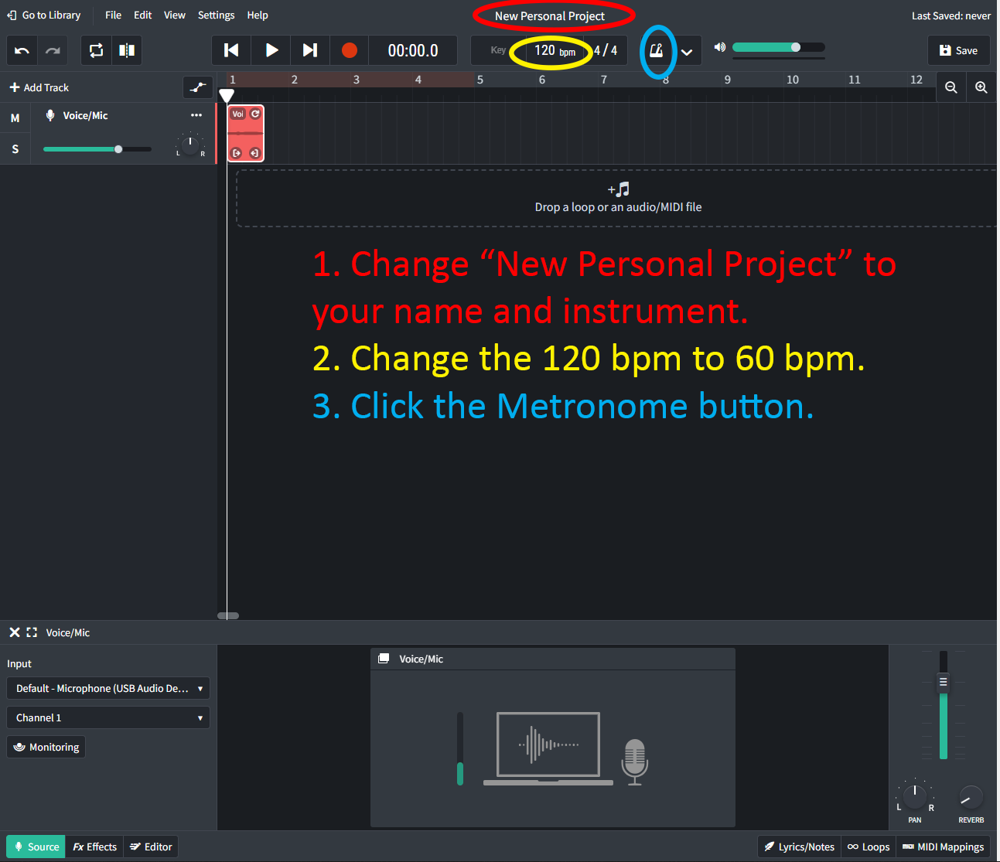 Go to Library File Edit View Settings Help New Personal Project Last Saved: never
00:00.0 Key 120 bpm 4 / 4 Save
+ Add Track 1 2 3 4 5 6 7 8 9 10 11 12
M Voice/Mic ••• Vol
S L R
+
Drop a loop or an audio/MIDI file
1. Change “New Personal Project” to
your name and instrument.
2. Change the 120 bpm to 60 bpm.
3. Click the Metronome button.
Voice/Mic
Input
Voice/Mic
Default - Microphone (USB Audio De...
Channel 1
Monitoring
L R
PAN REVERB
Source Fx Effects Editor Lyrics/Notes Loops MIDI Mappings